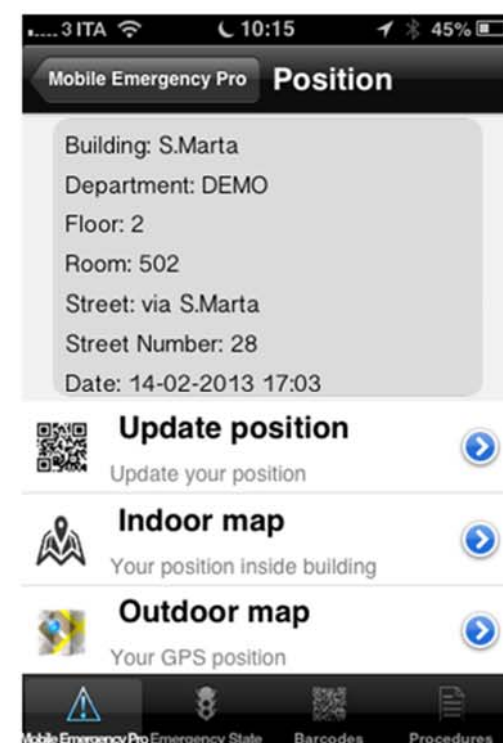 .....3 ITA 10:15 45%
Mobile Emergency Pro Position
Building: S.Marta
Department: DEMO
Floor: 2
Room: 502
Street: via S.Marta
Street Number: 28
Date: 14-02-2013 17:03
Update position
Update your position
Indoor map
Your position inside building
Outdoor map
Your GPS position
Mobile Emergency Pro Emergency State Barcodes Procedures